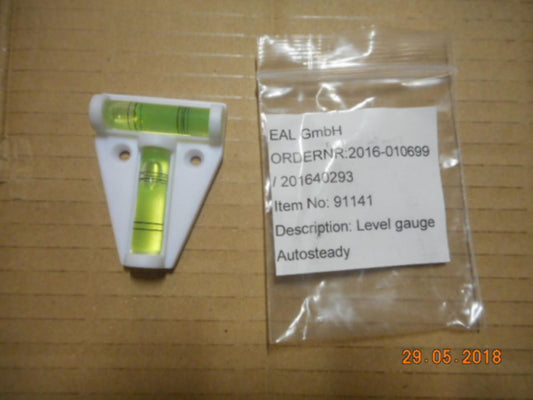 EAL GmbH
ORDERNR:2016-010699
/ 201640293
Item No: 91141
Description: Level gauge
Autosteady
29.05.2018